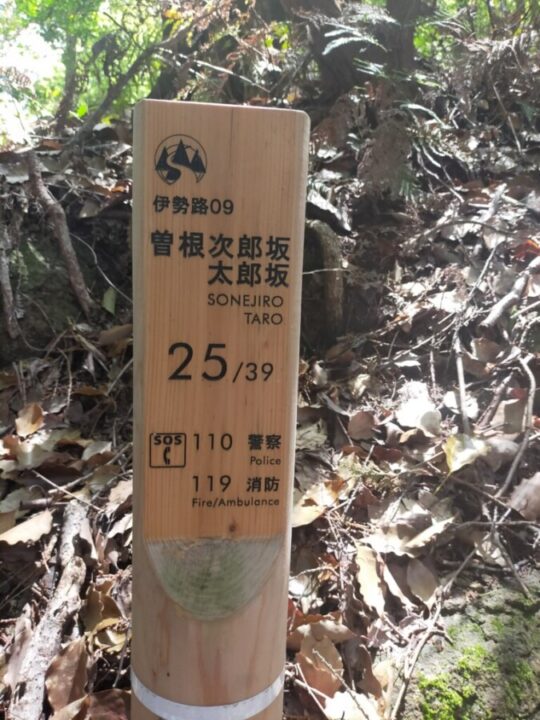 伊勢路09
曽根次郎坂
太郎坂
SONEJIRO
TARO
25/39
SOS 110 警察
Police
119 消防
Fire/Ambulance